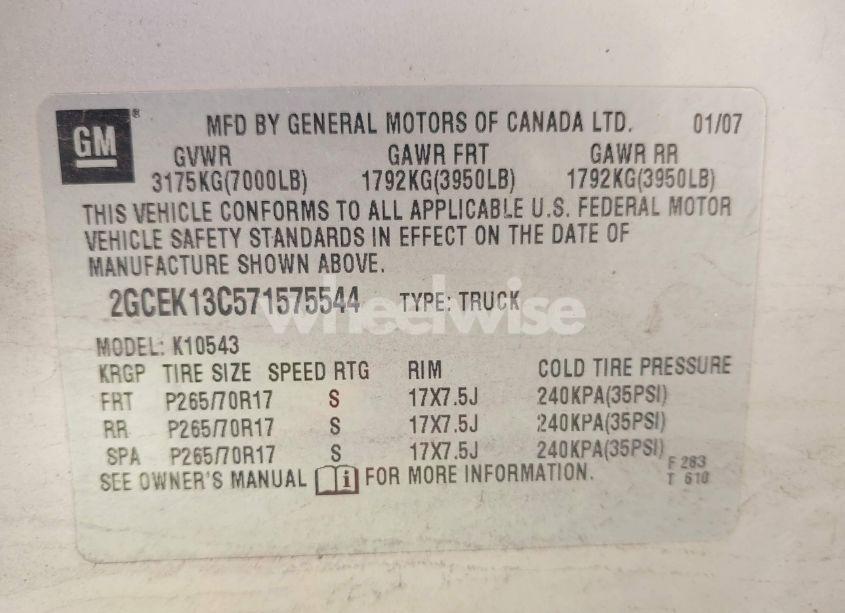 GM ® MFD BY GENERAL MOTORS OF CANADA LTD. 01/07
GVWR GAWR FRT GAWR RR
3175KG(7000LB) 1792KG(3950LB) 1792KG(3950LB)
THIS VEHICLE CONFORMS TO ALL APPLICABLE U.S. FEDERAL MOTOR
VEHICLE SAFETY STANDARDS IN EFFECT ON THE DATE OF
MANUFACTURE SHOWN ABOVE.
2GCEK13C571575544 TYPE: TRUCK
wheelwise
MODEL: K10543
KRGP TIRE SIZE SPEED RTG RIM COLD TIRE PRESSURE
FRT P265/70R17 S 17X7.5J 240KPA(35PSI)
RR P265/70R17 S 17X7.5J 240KPA(35PSI)
SPA P265/70R17 S 17X7.5J 240KPA(35PSI)
F 283
SEE OWNER'S MANUAL i FOR MORE INFORMATION. T 610